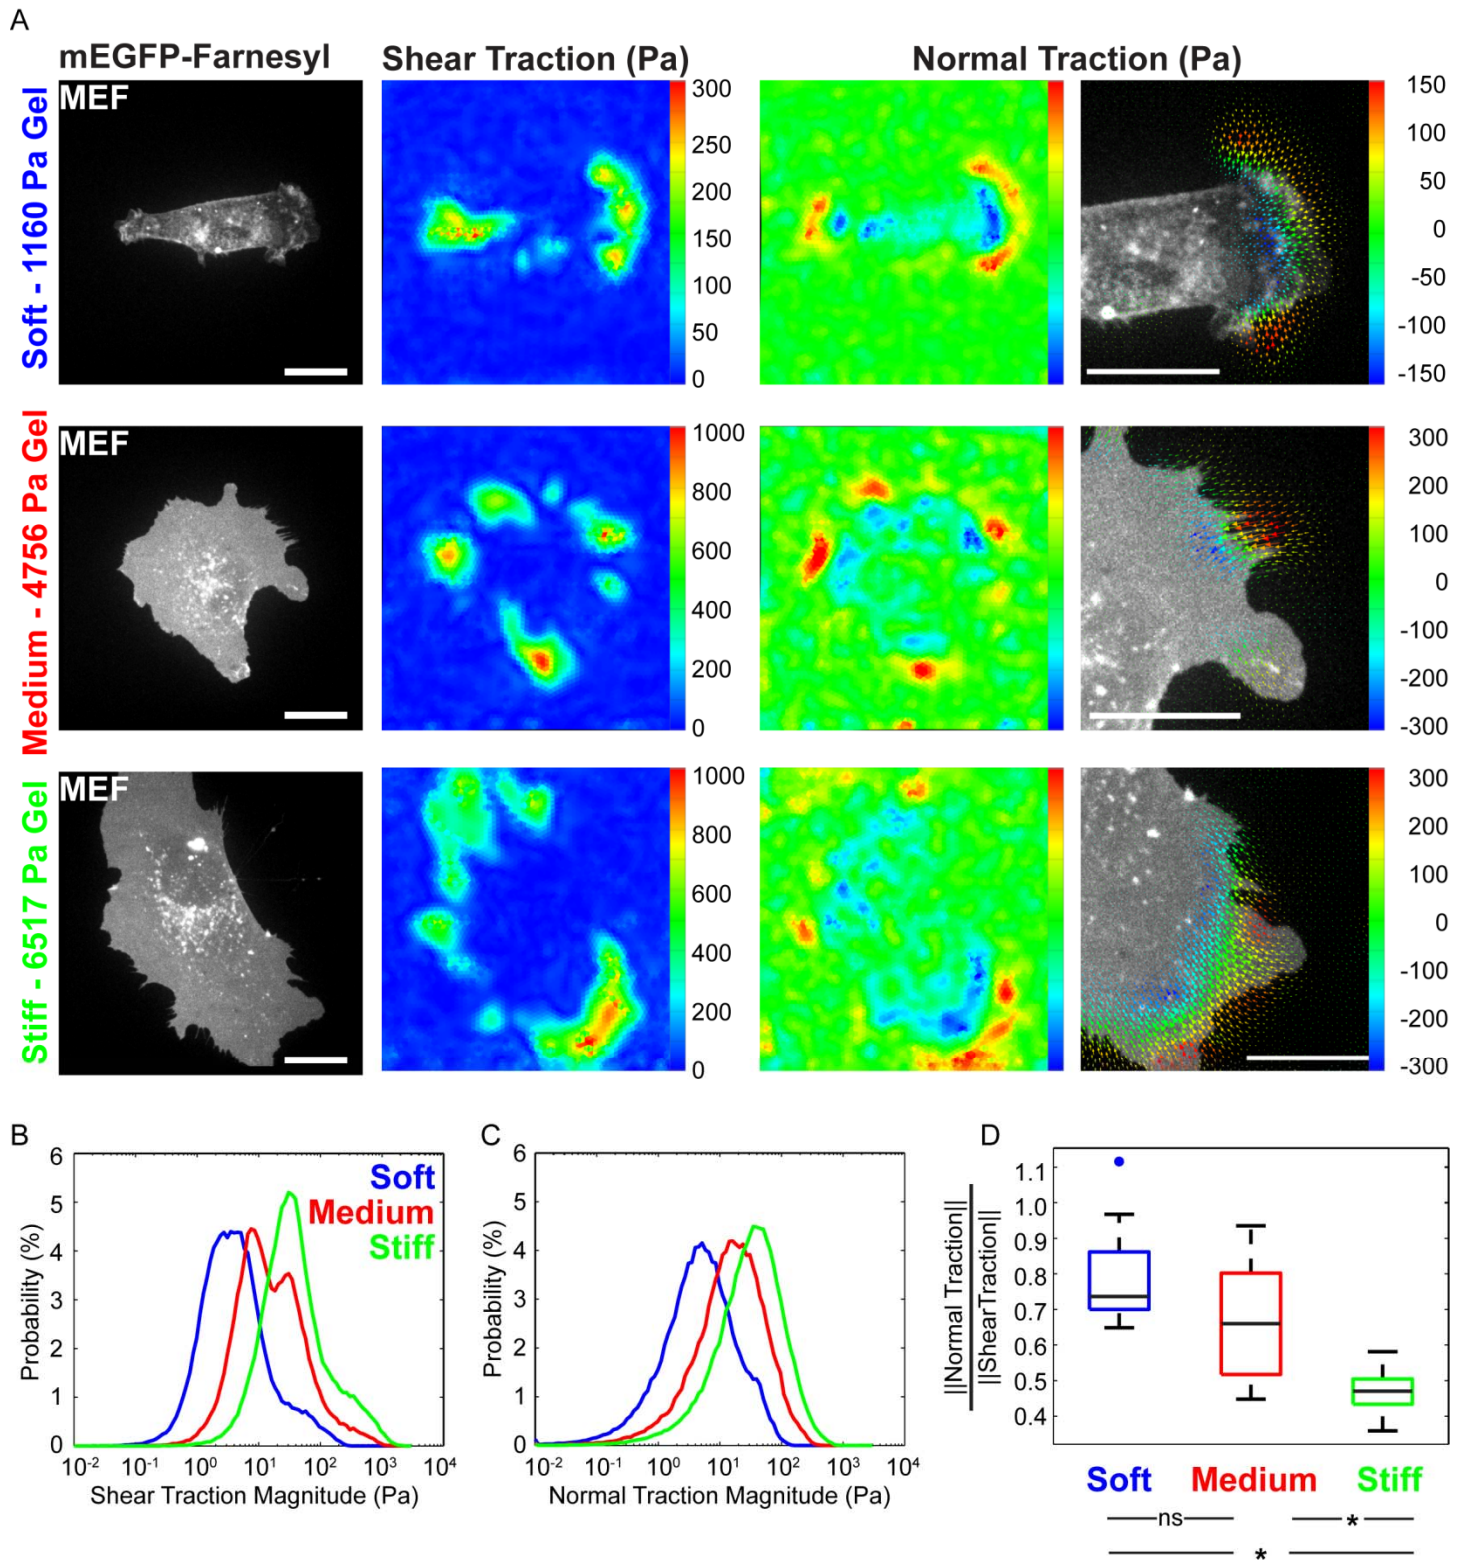 A
mEGFP-Farnesyl
Shear Traction (Pa)
Normal Traction (Pa)
Soft - 1160 Pa Gel
MEF
300
250
200
150
100
50
0
150
100
50
0
-50
-100
-150
Medium - 4756 Pa Gel
MEF
1000
800
600
400
200
0
300
200
100
0
-100
-200
-300
Stiff - 6517 Pa Gel
MEF
1000
800
600
400
200
0
300
200
100
0
-100
-200
-300
B
Probability (%)
6
5
4
3
2
1
0
Soft
Medium
Stiff
10-2 10-1 100 101 102 103 104
Shear Traction Magnitude (Pa)
C
Probability (%)
6
5
4
3
2
1
0
10-2 10-1 100 101 102 103 104
Normal Traction Magnitude (Pa)
D
||Normal Traction||
||ShearTraction||
1.1
1.0
0.9
0.8
0.7
0.6
0.5
0.4
Soft Medium Stiff
ns
*
*